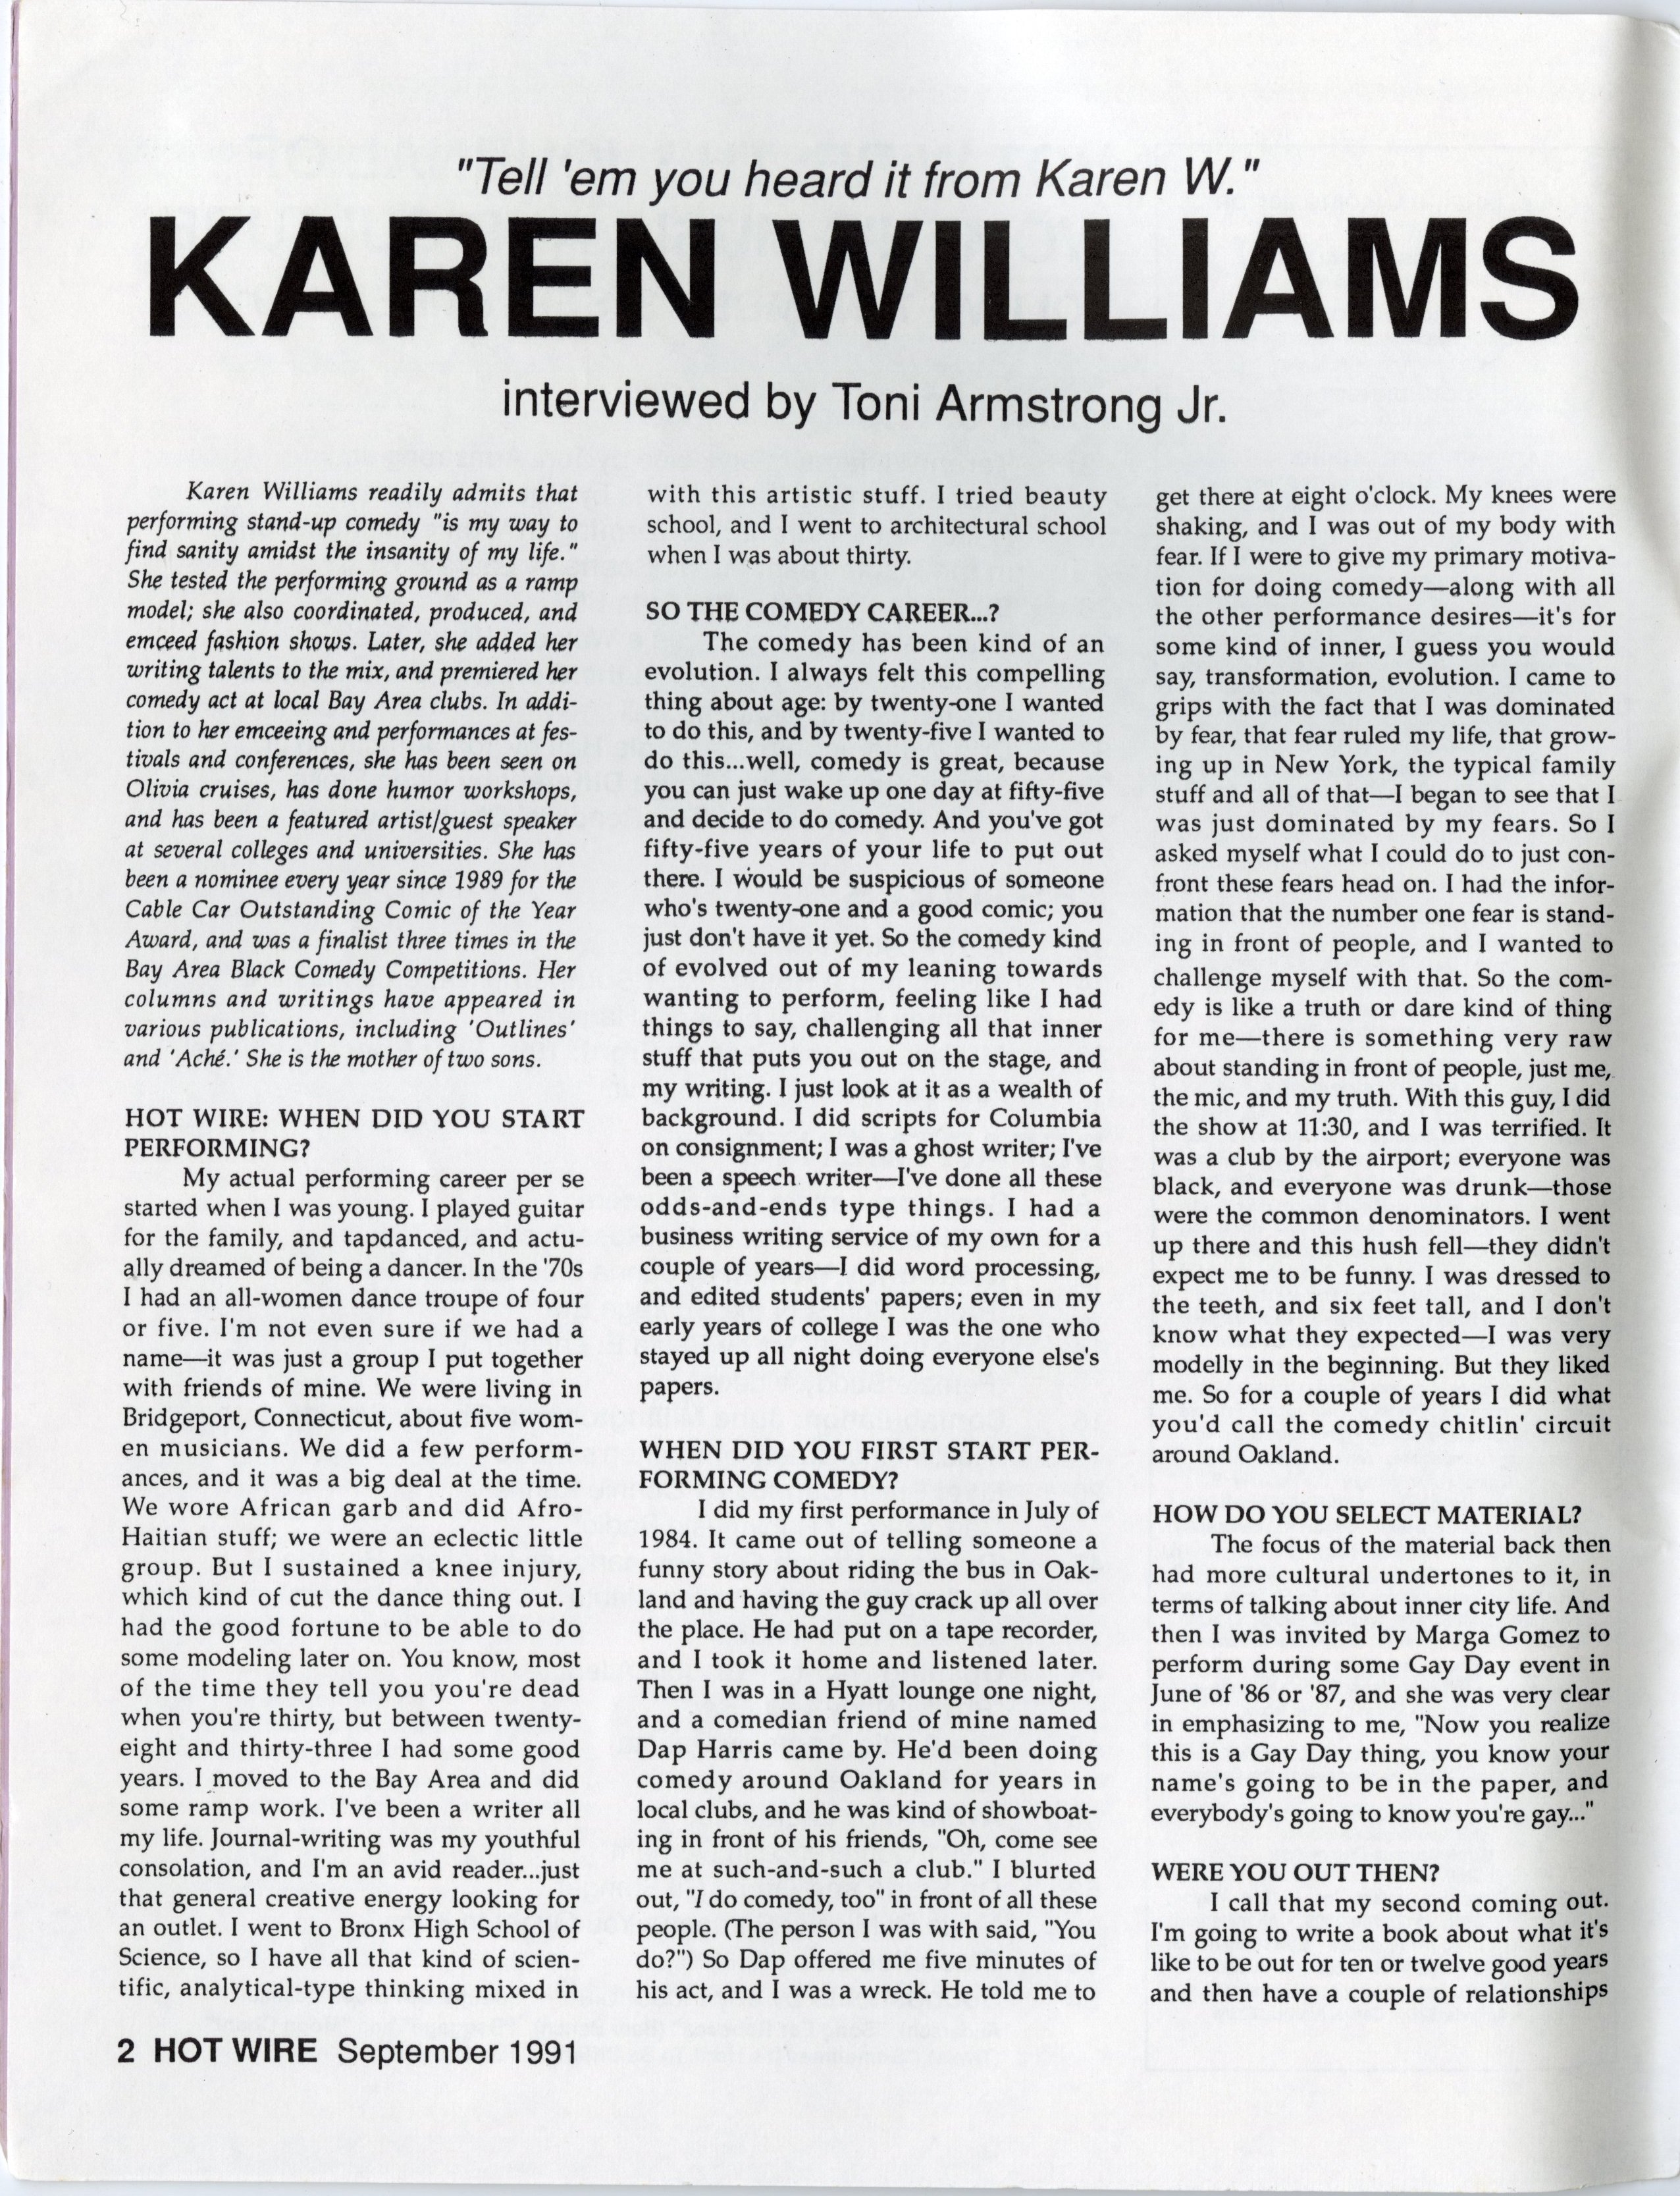 "Tell 'em you heard it from Karen W."
KAREN WILLIAMS
interviewed by Toni Armstrong Jr.
Karen Williams readily admits that
performing stand-up comedy "is my way to
find sanity amidst the insanity of my life."
She tested the performing ground as a ramp
model; she also coordinated, produced, and
emceed fashion shows. Later, she added her
writing talents to the mix, and premiered her
comedy act at local Bay Area clubs. In addi-
tion to her emceeing and performances at fes-
tivals and conferences, she has been seen on
Olivia cruises, has done humor workshops,
and has been a featured artist/guest speaker
at several colleges and universities. She has
been a nominee every year since 1989 for the
Cable Car Outstanding Comic of the Year
Award, and was a finalist three times in the
Bay Area Black Comedy Competitions. Her
columns and writings have appeared in
various publications, including 'Outlines'
and 'Aché.' She is the mother of two sons.
HOT WIRE: WHEN DID YOU START
PERFORMING?
My actual performing career per se
started when I was young. I played guitar
for the family, and tapdanced, and actu-
ally dreamed of being a dancer. In the '70s
I had an all-women dance troupe of four
or five. I'm not even sure if we had a
name—it was just a group I put together
with friends of mine. We were living in
Bridgeport, Connecticut, about five wom-
en musicians. We did a few perform-
ances, and it was a big deal at the time.
We wore African garb and did Afro-
Haitian stuff; we were an eclectic little
group. But I sustained a knee injury,
which kind of cut the dance thing out. I
had the good fortune to be able to do
some modeling later on. You know, most
of the time they tell you you're dead
when you're thirty, but between twenty-
eight and thirty-three I had some good
years. I moved to the Bay Area and did
some ramp work. I've been a writer all
my life. Journal-writing was my youthful
consolation, and I'm an avid reader...just
that general creative energy looking for
an outlet. I went to Bronx High School of
Science, so I have all that kind of scien-
tific, analytical-type thinking mixed in
with this artistic stuff. I tried beauty
school, and I went to architectural school
when I was about thirty.
SO THE COMEDY CAREER...?
The comedy has been kind of an
evolution. I always felt this compelling
thing about age: by twenty-one I wanted
to do this, and by twenty-five I wanted to
do this...well, comedy is great, because
you can just wake up one day at fifty-five
and decide to do comedy. And you've got
fifty-five years of your life to put out
there. I would be suspicious of someone
who's twenty-one and a good comic; you
just don't have it yet. So the comedy kind
of evolved out of my leaning towards
wanting to perform, feeling like I had
things to say, challenging all that inner
stuff that puts you out on the stage, and
my writing. I just look at it as a wealth of
background. I did scripts for Columbia
on consignment; I was a ghost writer; I've
been a speech writer—I've done all these
odds-and-ends type things. I had a
business writing service of my own for a
couple of years—I did word processing,
and edited students' papers; even in my
early years of college I was the one who
stayed up all night doing everyone else's
papers.
WHEN DID YOU FIRST START PER-
FORMING COMEDY?
I did my first performance in July of
1984. It came out of telling someone a
funny story about riding the bus in Oak-
land and having the guy crack up all over
the place. He had put on a tape recorder,
and I took it home and listened later.
Then I was in a Hyatt lounge one night,
and a comedian friend of mine named
Dap Harris came by. He'd been doing
comedy around Oakland for years in
local clubs, and he was kind of showboat-
ing in front of his friends, "Oh, come see
me at such-and-such a club." I blurted
out, "I do comedy, too" in front of all these
people. (The person I was with said, "You
do?") So Dap offered me five minutes of
his act, and I was a wreck. He told me to
get there at eight o'clock. My knees were
shaking, and I was out of my body with
fear. If I were to give my primary motiva-
tion for doing comedy—along with all
the other performance desires—it's for
some kind of inner, I guess you would
say, transformation, evolution. I came to
grips with the fact that I was dominated
by fear, that fear ruled my life, that grow-
ing up in New York, the typical family
stuff and all of that—I began to see that I
was just dominated by my fears. So I
asked myself what I could do to just con-
front these fears head on. I had the infor-
mation that the number one fear is stand-
ing in front of people, and I wanted to
challenge myself with that. So the com-
edy is like a truth or dare kind of thing
for me—there is something very raw
about standing in front of people, just me,
the mic, and my truth. With this guy, I did
the show at 11:30, and I was terrified. It
was a club by the airport; everyone was
black, and everyone was drunk—those
were the common denominators. I went
up there and this hush fell—they didn't
expect me to be funny. I was dressed to
the teeth, and six feet tall, and I don't
know what they expected—I was very
modelly in the beginning. But they liked
me. So for a couple of years I did what
you'd call the comedy chitlin' circuit
around Oakland.
HOW DO YOU SELECT MATERIAL?
The focus of the material back then
had more cultural undertones to it, in
terms of talking about inner city life. And
then I was invited by Marga Gomez to
perform during some Gay Day event in
June of '86 or '87, and she was very clear
in emphasizing to me, "Now you realize
this is a Gay Day thing, you know your
name's going to be in the paper, and
everybody's going to know you're gay..."
WERE YOU OUT THEN?
I call that my second coming out.
I'm going to write a book about what it's
like to be out for ten or twelve good years
and then have a couple of relationships
2 HOT WIRE September 1991